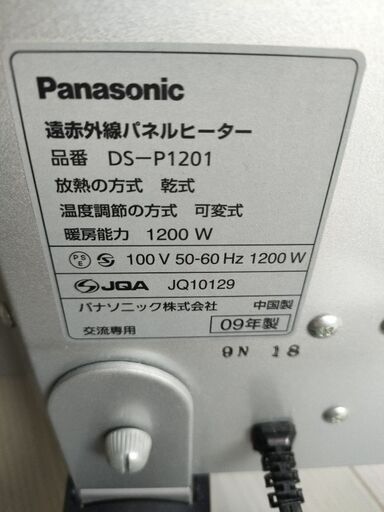 Panasonic
遠赤外線パネルヒーター
品番 DS-P1201
放熱の方式 乾式
温度調節の方式 可変式
暖房能力 1200 W
PSE S 100 V 50-60 Hz 1200 W
S JQA JQ10129
パナソニック株式会社 中国製
交流専用 09年製
9N 18